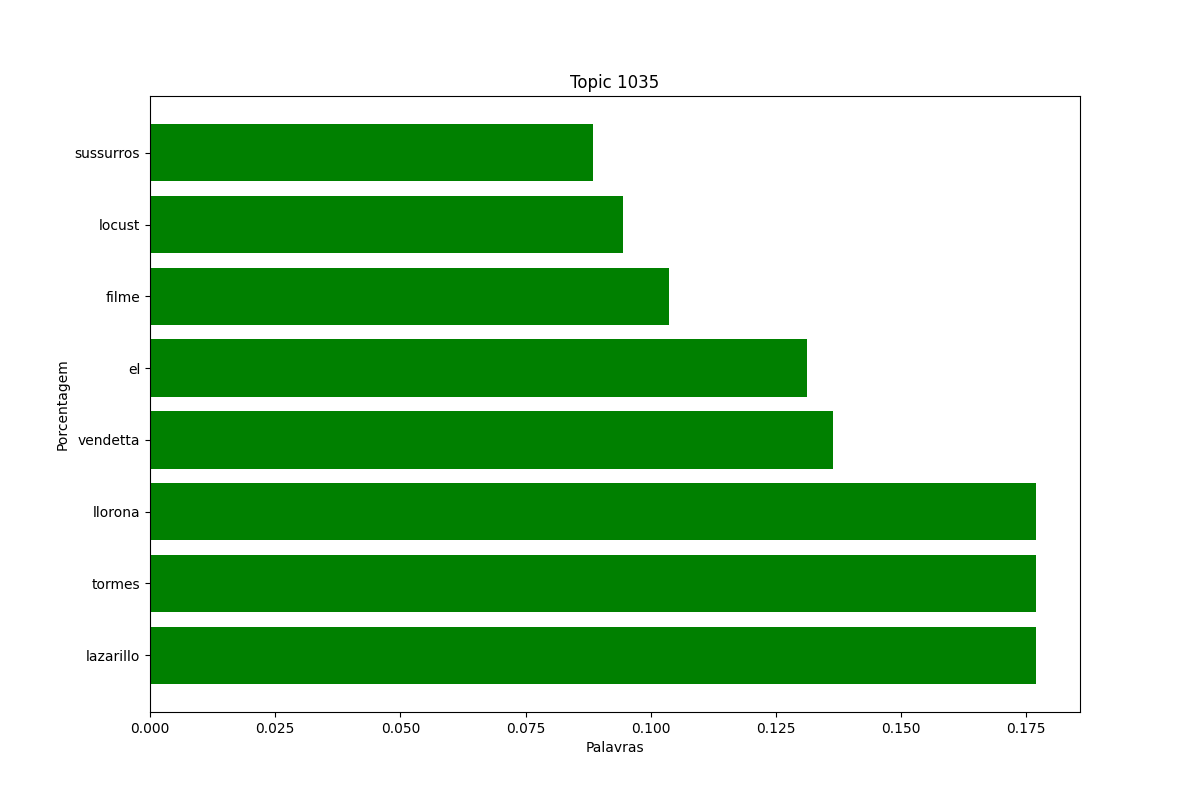 Topic 1035
sussurros
locust
filme
el
vendetta
llorona
tormes
lazarillo
Porcentagem
0.000 0.025 0.050 0.075 0.100 0.125 0.150 0.175
Palavras